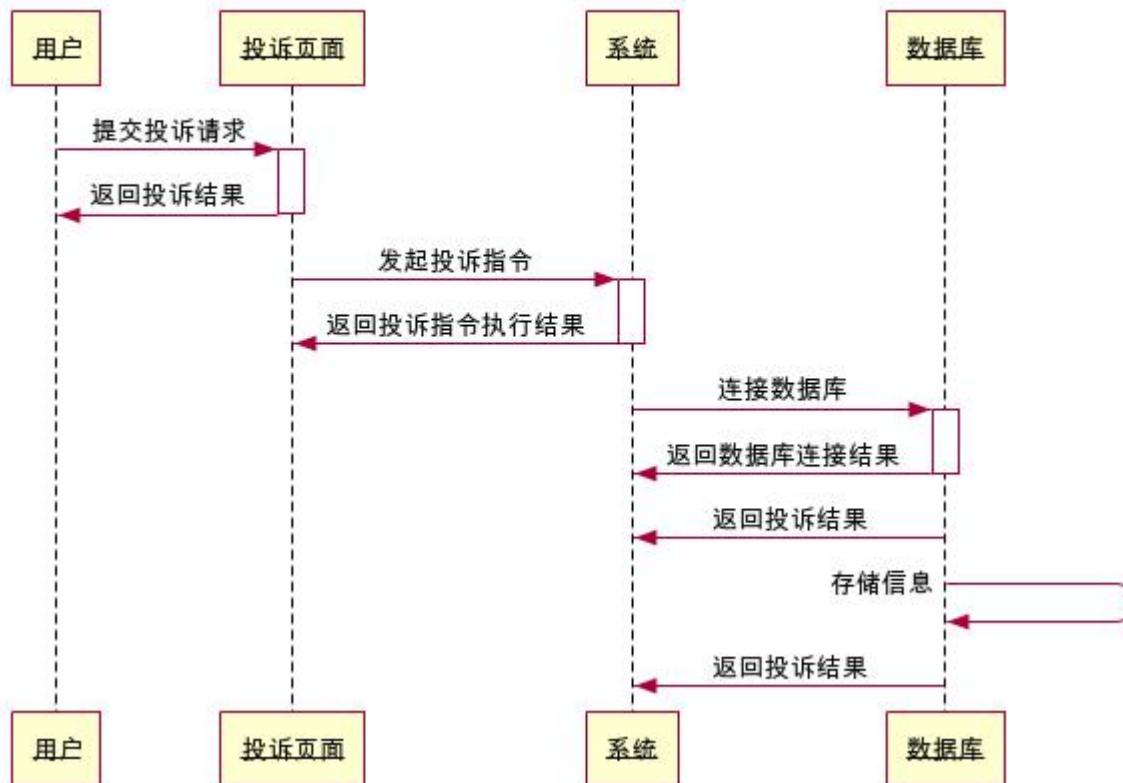 用户
投诉页面
系统
数据库
提交投诉请求
返回投诉结果
发起投诉指令
返回投诉指令执行结果
连接数据库
返回数据库连接结果
返回投诉结果
存储信息
返回投诉结果
用户
投诉页面
系统
数据库